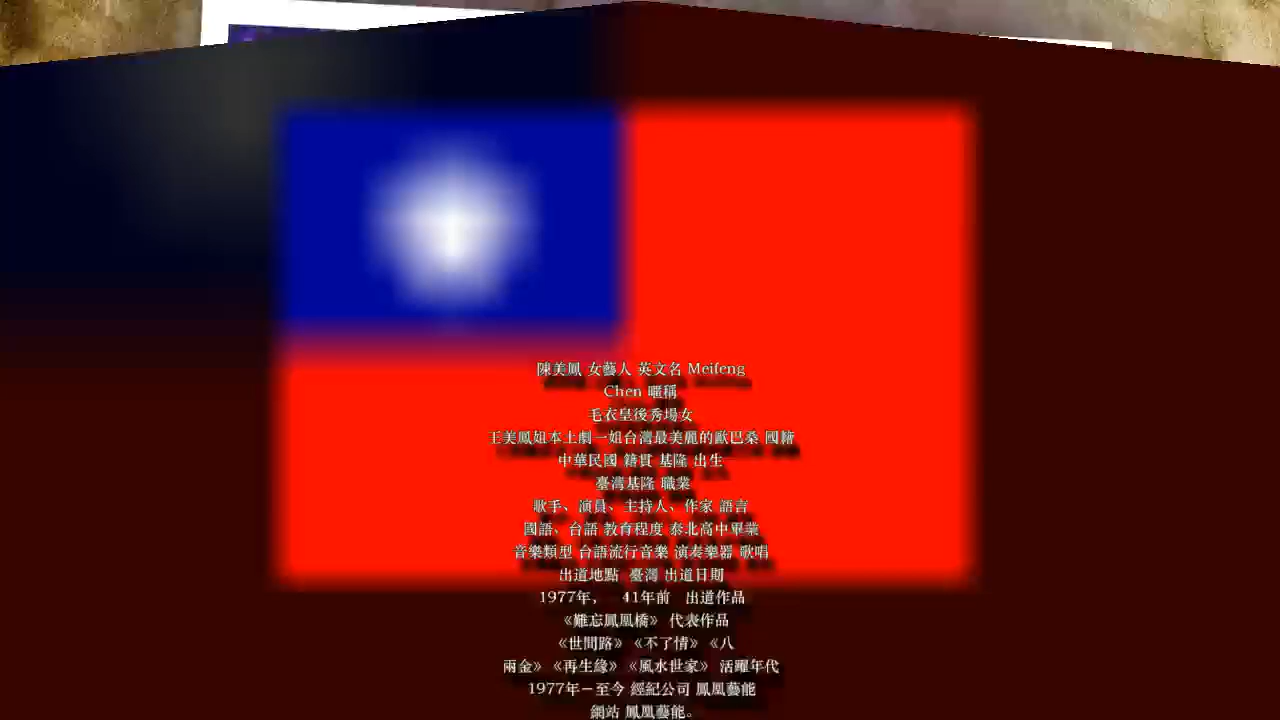 陳美鳳 女藝人 英文名 Meifeng
Chen 暱稱
毛衣皇後秀場女
王美鳳姐本土劇一姐台灣最美麗的歐巴桑 國籍
中華民國 籍貫 基隆 出生
臺灣基隆 職業
歌手、演員、主持人、作家 語言
國語、台語 教育程度 泰北高中畢業
音樂類型 台語流行音樂 演奏樂器 歌唱
出道地點 臺灣 出道日期
1977年， 41年前 出道作品
《難忘鳳凰橋》 代表作品
《世間路》《不了情》《八
兩金》《再生緣》《風水世家》 活躍年代
1977年－至今 經紀公司 鳳凰藝能
網站 鳳凰藝能。